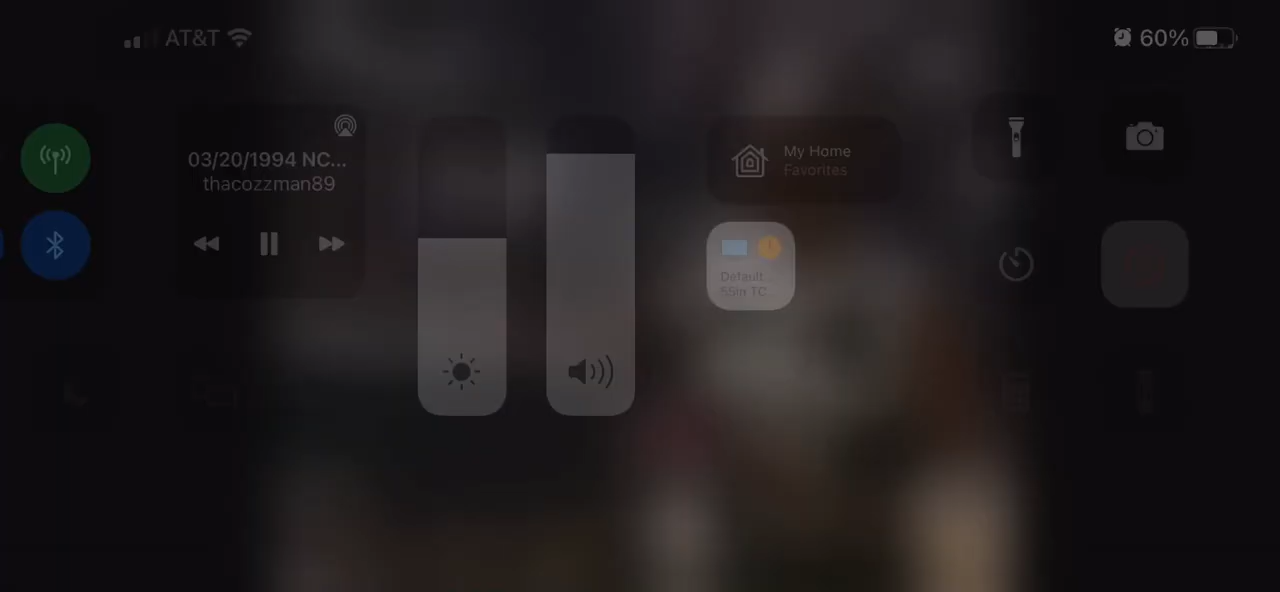 AT&T
60%
03/20/1994 NC...
thacozzman89
My Home
Favorites
Default
55in TC